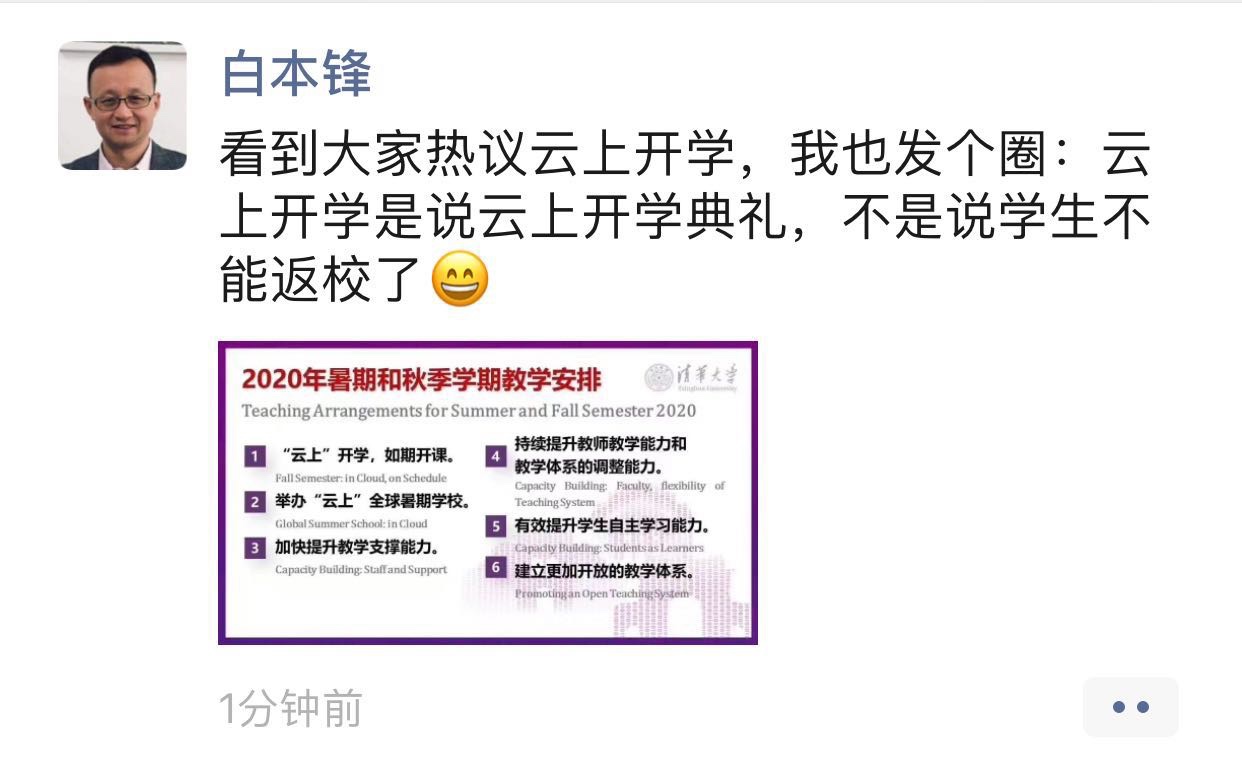 白本锋
看到大家热议云上开学，我也发个圈：云
上开学是说云上开学典礼，不是说学生不
能返校了😄
2020年暑期和秋季学期教学安排
清华大学
Tsinghua University
Teaching Arrangements for Summer and Fall Semester 2020
1 “云上”开学，如期开课。
Fall Semester: in Cloud, on Schedule
2 举办“云上”全球暑期学校。
Global Summer School: in Cloud
3 加快提升教学支撑能力。
Capacity Building: Staff and Support
4 持续提升教师教学能力和
教学体系的调整能力。
Capacity Building: Faculty, flexibility of
Teaching System
5 有效提升学生自主学习能力。
Capacity Building: Students as Learners
6 建立更加开放的教学体系。
Promoting an Open Teaching System
1分钟前